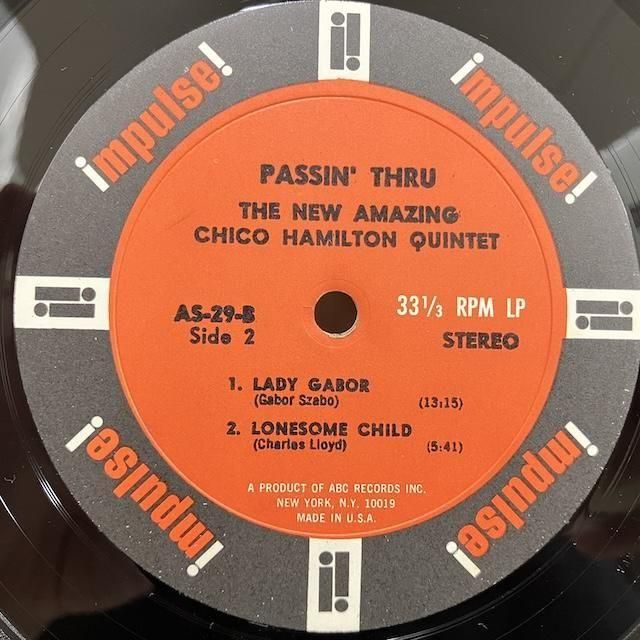 impulse!
impulse!
PASSIN' THRU
THE NEW AMAZING
CHICO HAMILTON QUINTET
AS-29-B
Side 2
33 1/3 RPM LP
STEREO
1. LADY GABOR
(Gabor Szabo) (13:15)
2. LONESOME CHILD
(Charles Lloyd) (5:41)
A PRODUCT OF ABC RECORDS INC.
NEW YORK, N.Y. 10019
MADE IN U.S.A.
impulse!
impulse!